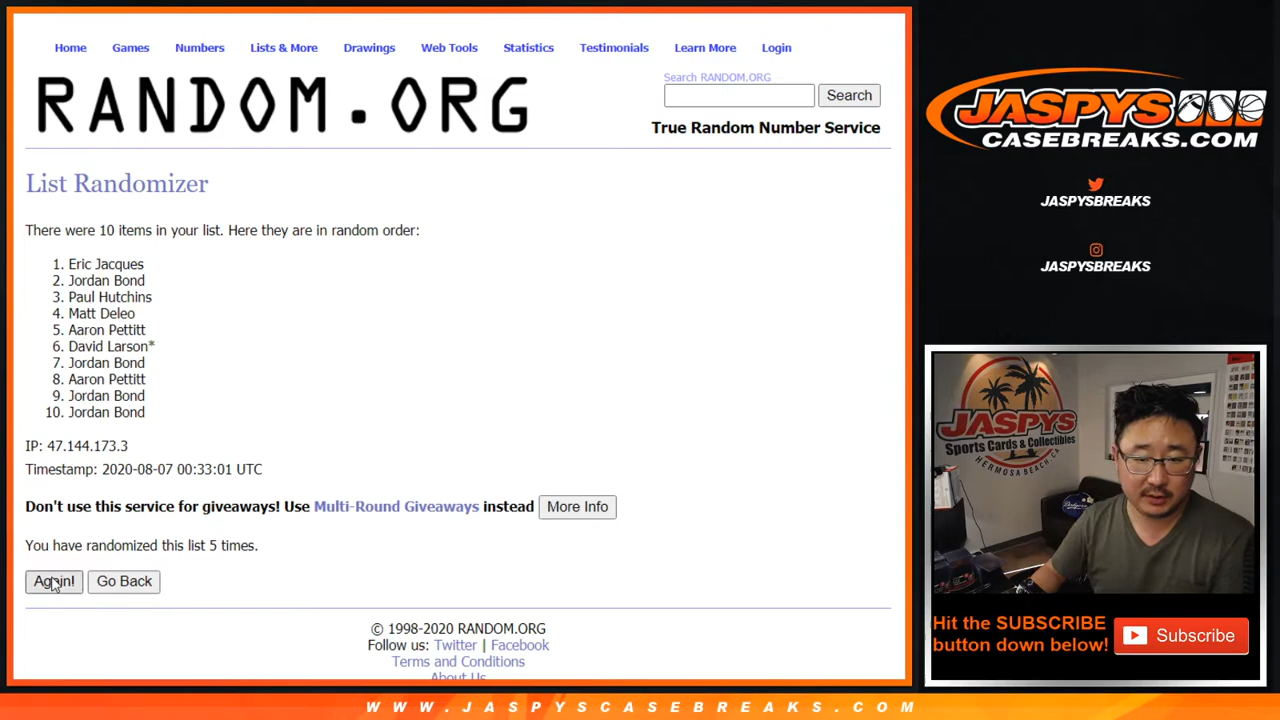 Home Games Numbers Lists & More Drawings Web Tools Statistics Testimonials Learn More Login
RANDOM.ORG
Search RANDOM.ORG
Search
True Random Number Service
List Randomizer
There were 10 items in your list. Here they are in random order:
1. Eric Jacques
2. Jordan Bond
3. Paul Hutchins
4. Matt Deleo
5. Aaron Pettitt
6. David Larson*
7. Jordan Bond
8. Aaron Pettitt
9. Jordan Bond
10. Jordan Bond
IP: 47.144.173.3
Timestamp: 2020-08-07 00:33:01 UTC
Don't use this service for giveaways! Use Multi-Round Giveaways instead More Info
You have randomized this list 5 times.
Again! Go Back
© 1998-2020 RANDOM.ORG
Follow us: Twitter | Facebook
Terms and Conditions
About Us
JASPYS
CASEBREAKS.COM
JASPYSBREAKS
JASPYSBREAKS
JASPYS
Sports Cards & Collectibles
HERMOSA BEACH, CA
Dodgers
Hit the SUBSCRIBE
button down below!
Subscribe
WWW.JASPYSCASEBREAKS.COM